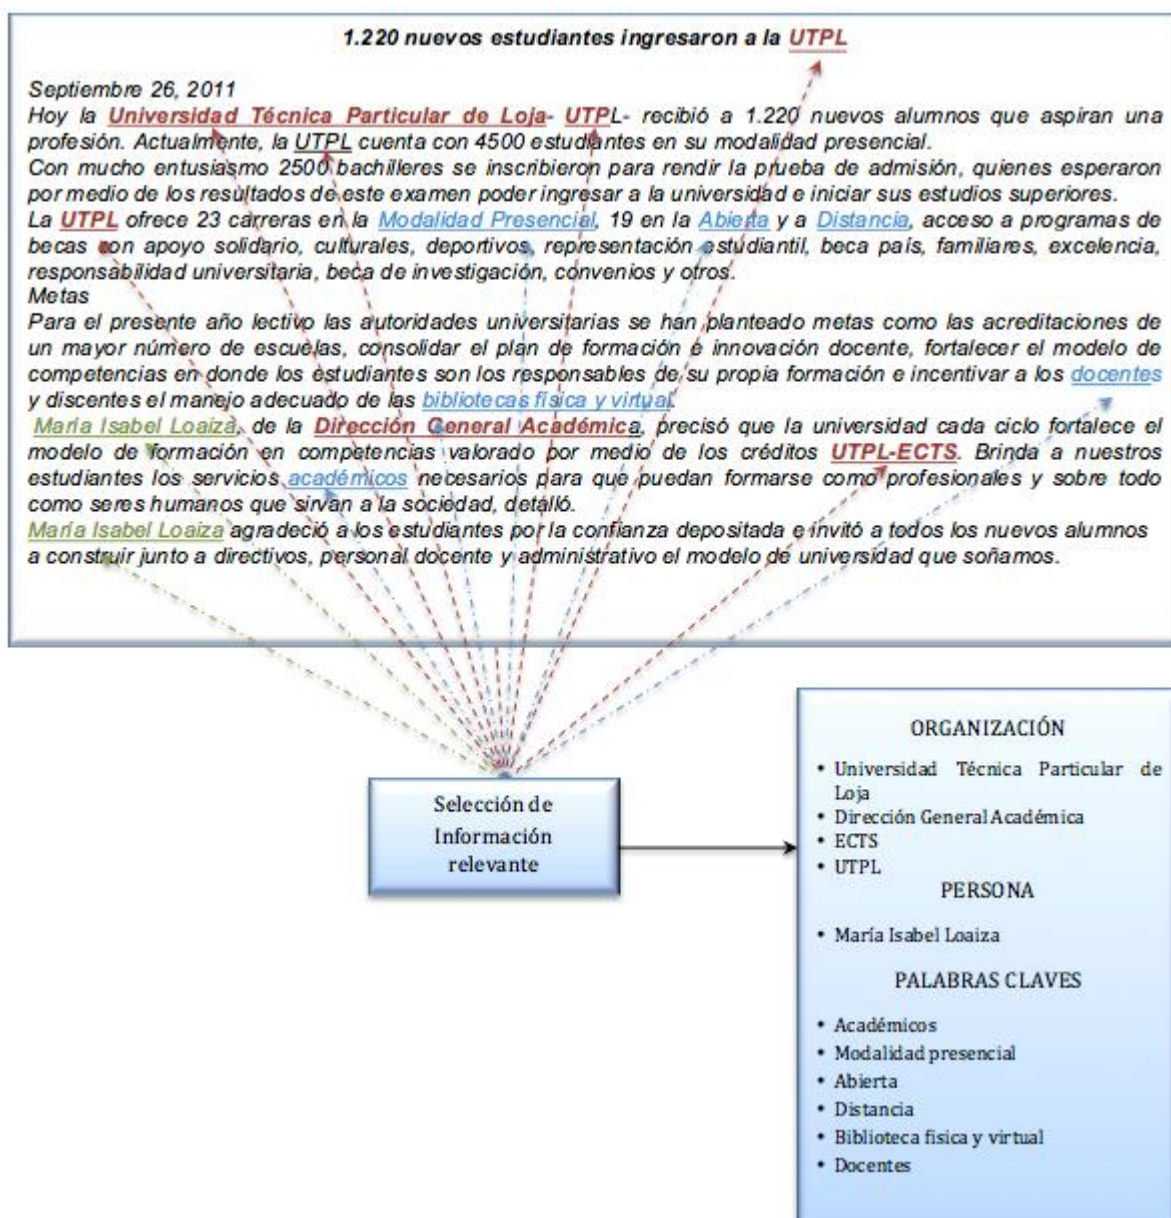 1.220 nuevos estudiantes ingresaron a la UTPL
Septiembre 26, 2011
Hoy la Universidad Técnica Particular de Loja- UTPL- recibió a 1.220 nuevos alumnos que aspiran una
profesión. Actualmente, la UTPL cuenta con 4500 estudiantes en su modalidad presencial.
Con mucho entusiasmo 2500 bachilleres se inscribieron para rendir la prueba de admisión, quienes esperaron
por medio de los resultados de este examen poder ingresar a la universidad e iniciar sus estudios superiores.
La UTPL ofrece 23 carreras en la Modalidad Presencial, 19 en la Abierta y a Distancia, acceso a programas de
becas con apoyo solidario, culturales, deportivos, representación estudiantil, beca país, familiares, excelencia,
responsabilidad universitaria, beca de investigación, convenios y otros.
Metas
Para el presente año lectivo las autoridades universitarias se han planteado metas como las acreditaciones de
un mayor número de escuelas, consolidar el plan de formación e innovación docente, fortalecer el modelo de
competencias en donde los estudiantes son los responsables de su propia formación e incentivar a los docentes
y discentes el manejo adecuado de las bibliotecas física y virtual.
María Isabel Loaiza, de la Dirección General Académica, precisó que la universidad cada ciclo fortalece el
modelo de formación en competencias valorado por medio de los créditos UTPL-ECTS. Brinda a nuestros
estudiantes los servicios académicos necesarios para que puedan formarse como profesionales y sobre todo
como seres humanos que sirvan a la sociedad, detalló.
María Isabel Loaiza agradeció a los estudiantes por la confianza depositada e invitó a todos los nuevos alumnos
a construir junto a directivos, personal docente y administrativo el modelo de universidad que soñamos.
Selección de
Información
relevante
ORGANIZACIÓN
• Universidad Técnica Particular de
Loja
• Dirección General Académica
• ECTS
• UTPL
PERSONA
• María Isabel Loaiza
PALABRAS CLAVES
• Académicos
• Modalidad presencial
• Abierta
• Distancia
• Biblioteca fisica y virtual
• Docentes